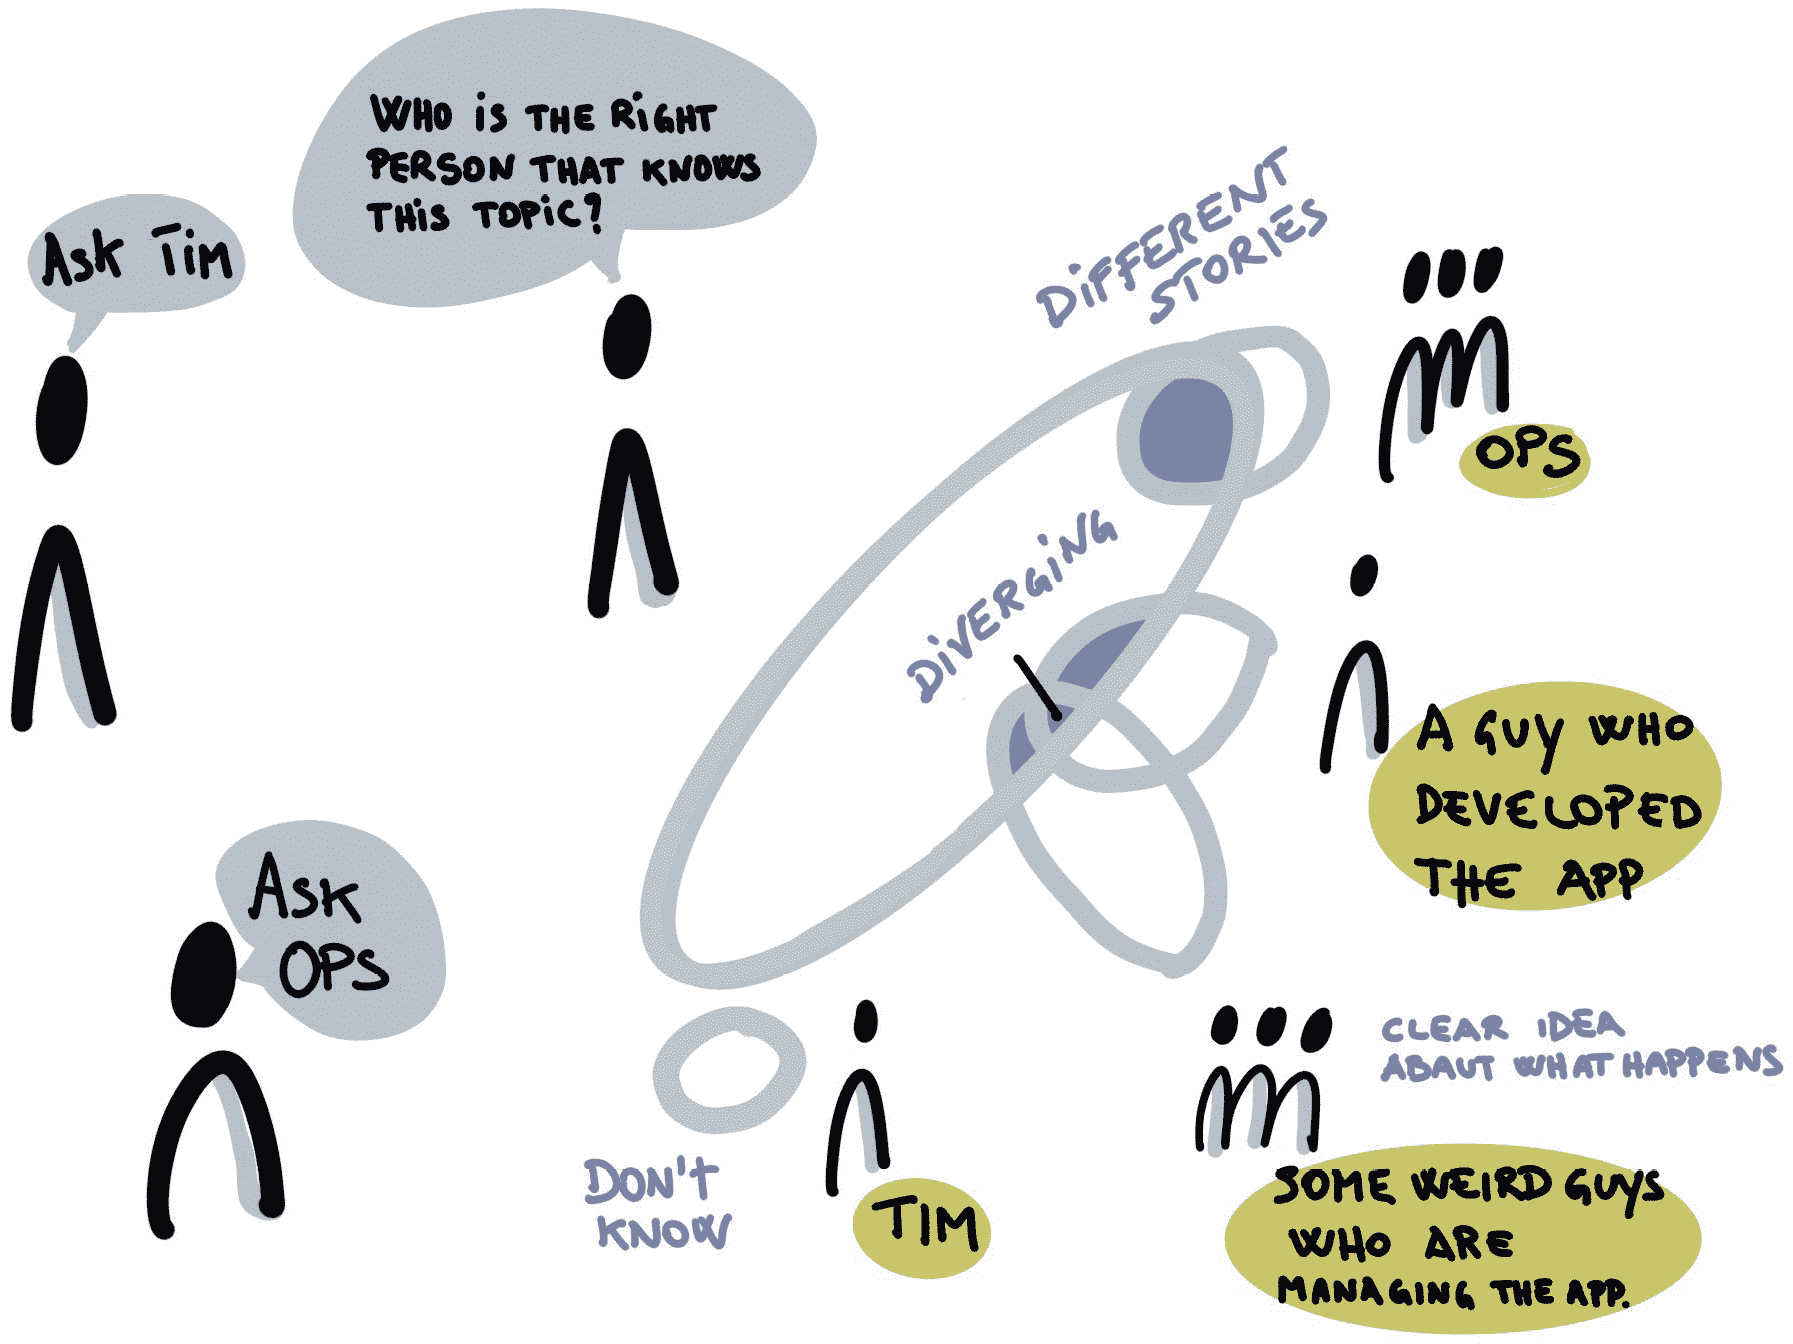 WHO iS THE RiGHT
PERSON THAT KNOWS
THiS TOPiC?
ASK TiM
DiFFERENT
STORiES
OPS
DiVERGiNG
A GUY WHO
DEVELOPED
THE APP
ASK
OPS
CLEAR IDEA
ABAUT WHAT HAPPENS
DON'T
KNOW
TIM
SOME WEIRD GUYS
WHO ARE
MANAGING THE APP.